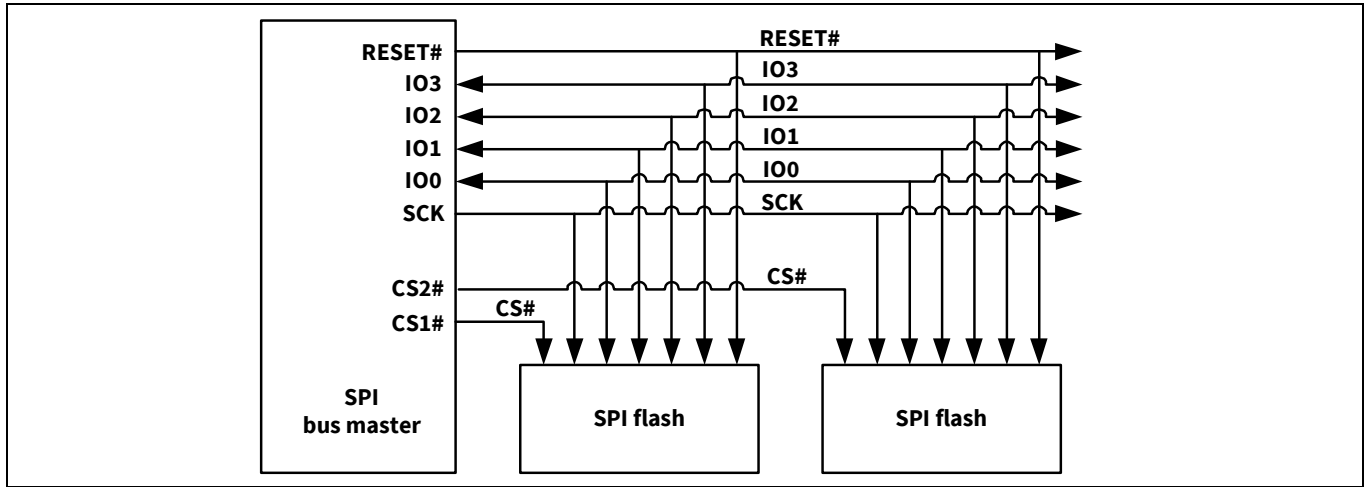 RESET#
RESET#
IO3
IO3
IO2
IO2
IO1
IO1
IO0
IO0
SCK
SCK
CS2#
CS#
CS1#
CS#
SPI
bus master
SPI flash
SPI flash